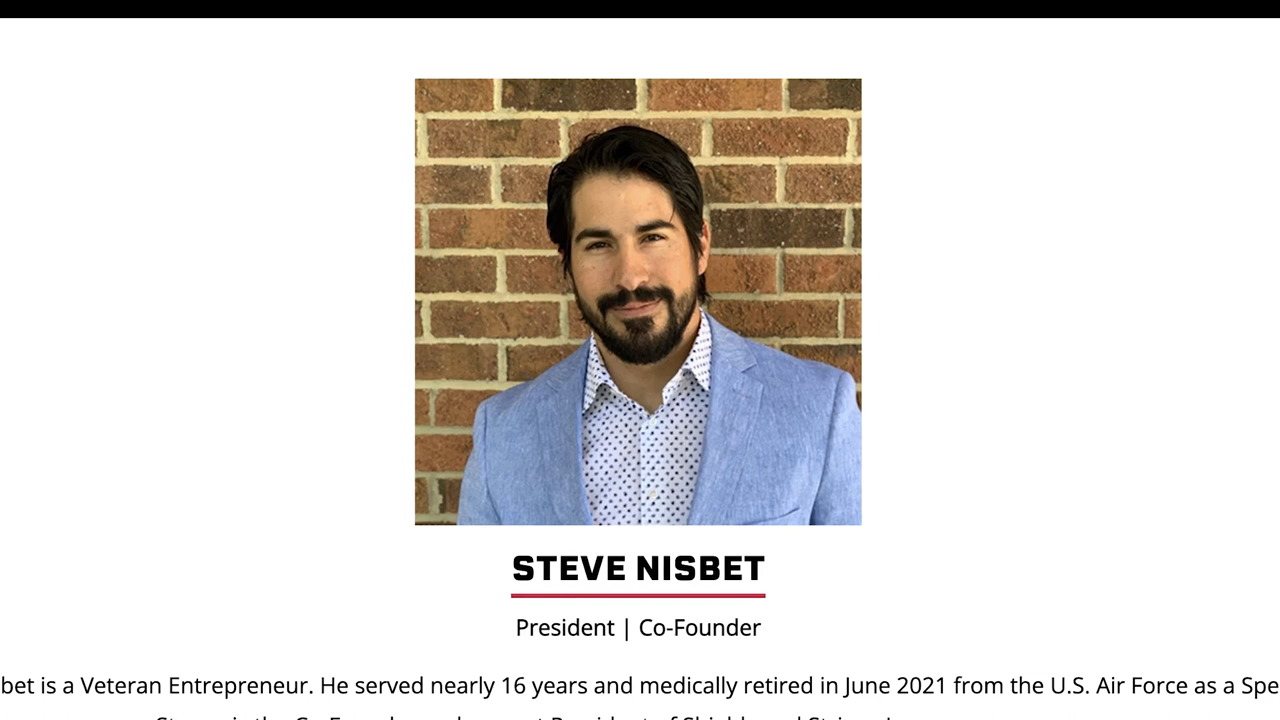 STEVE NISBET
President | Co-Founder
bet is a Veteran Entrepreneur. He served nearly 16 years and medically retired in June 2021 from the U.S. Air Force as a Spe